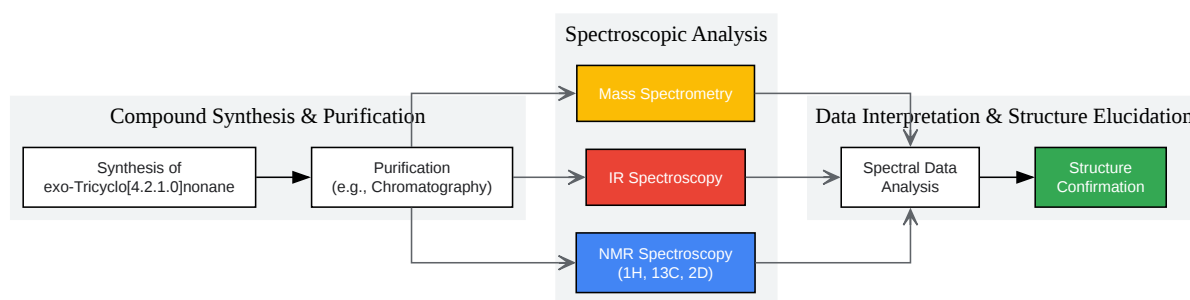 Spectroscopic Analysis
Compound Synthesis & Purification
Data Interpretation & Structure Elucidation
Synthesis of
exo-Tricyclo[4.2.1.0]nonane
Purification
(e.g., Chromatography)
Mass Spectrometry
IR Spectroscopy
NMR Spectroscopy
(1H, 13C, 2D)
Spectral Data
Analysis
Structure
Confirmation